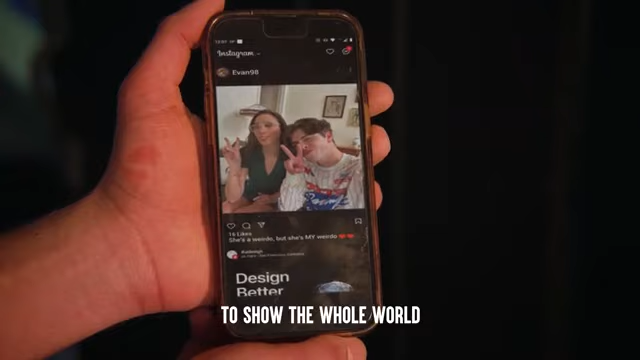 Instagram
Evan98
16 Likes
She's a weirdo, but she's MY weirdo ❤️❤️
Design
Better
TO SHOW THE WHOLE WORLD